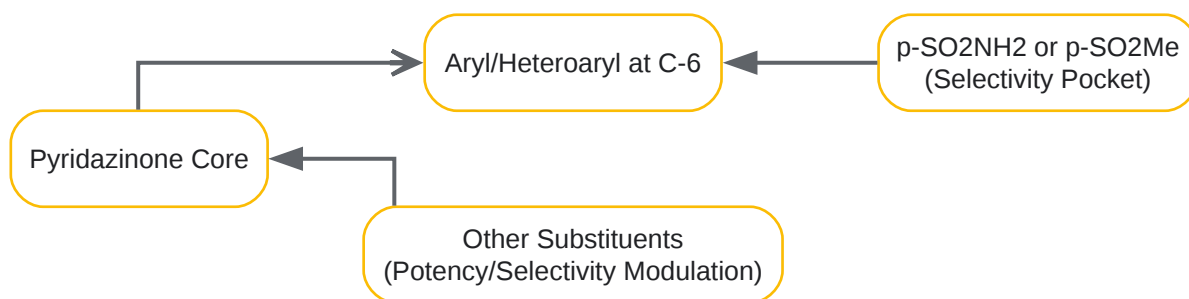 Aryl/Heteroaryl at C-6
p-SO2NH2 or p-SO2Me
(Selectivity Pocket)
Pyridazinone Core
Other Substituents
(Potency/Selectivity Modulation)